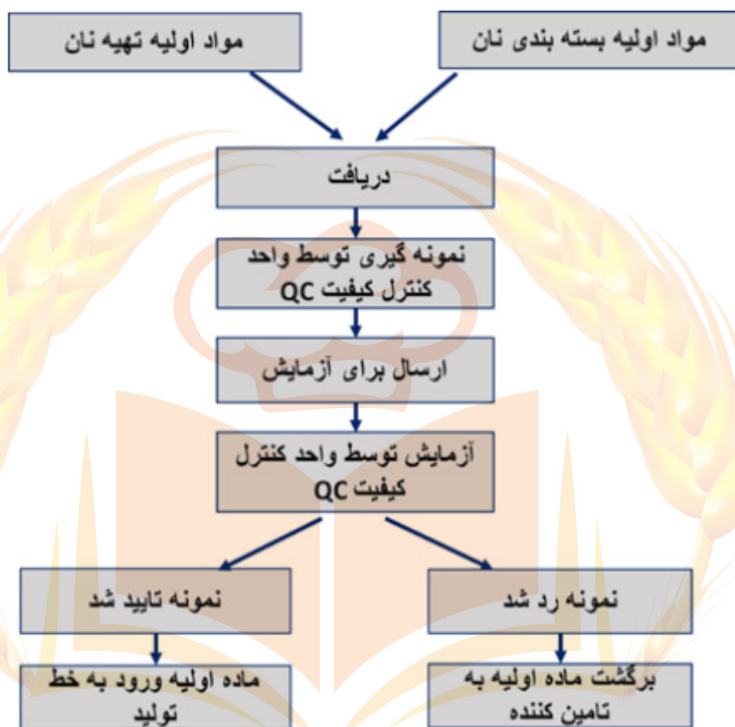 مواد اولیه بسته بندی نان
مواد اولیه تهیه نان
دریافت
نمونه گیری توسط واحد
کنترل کیفیت QC
ارسال برای آزمایش
آزمایش توسط واحد کنترل
کیفیت QC
نمونه رد شد
نمونه تایید شد
برگشت ماده اولیه به
تامین کننده
ماده اولیه ورود به خط
تولید